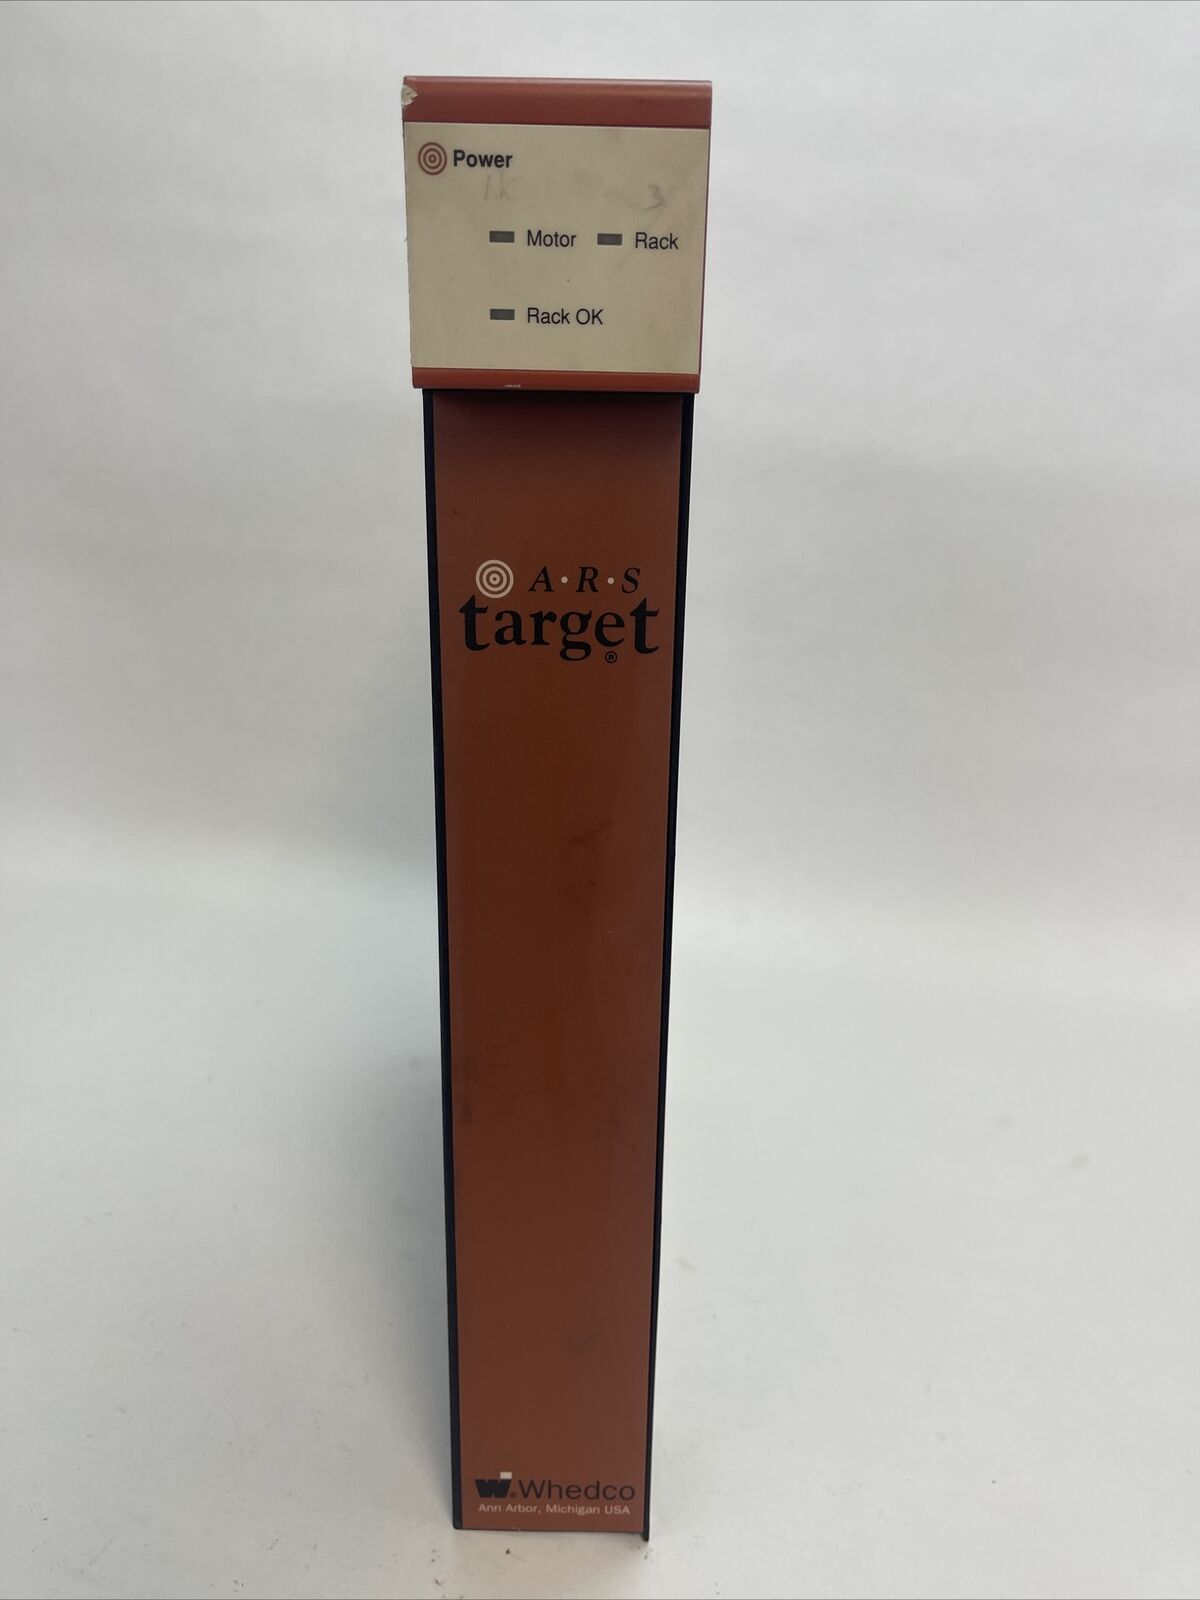 Power
Motor Rack
Rack OK
A·R·S
target®
Whedco
Ann Arbor, Michigan USA